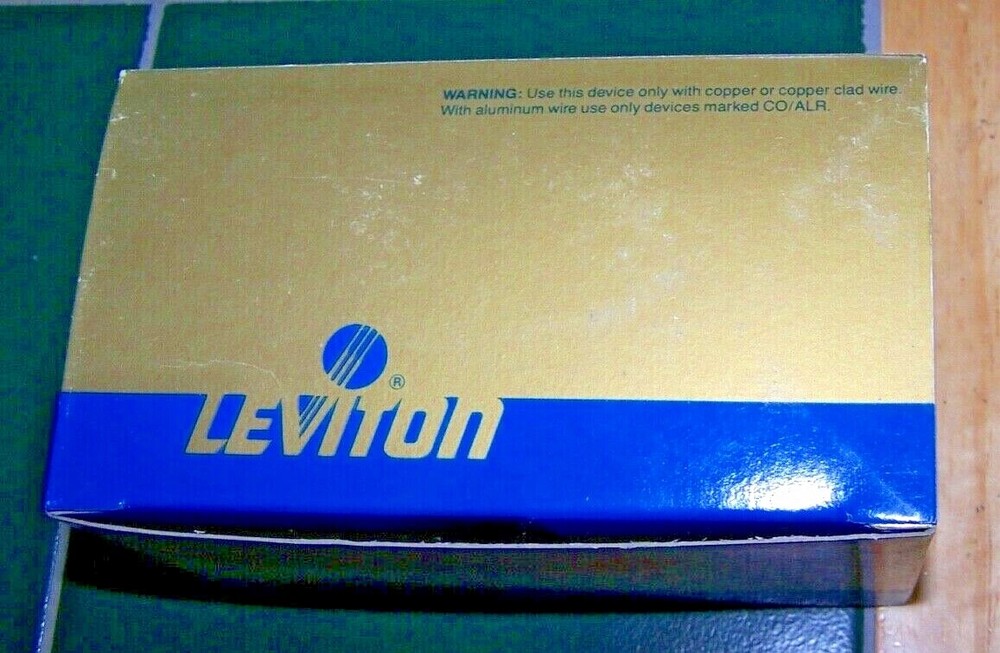 WARNING: Use this device only with copper or copper clad wire.
With aluminum wire use only devices marked CO/ALR.
®
LEVITON